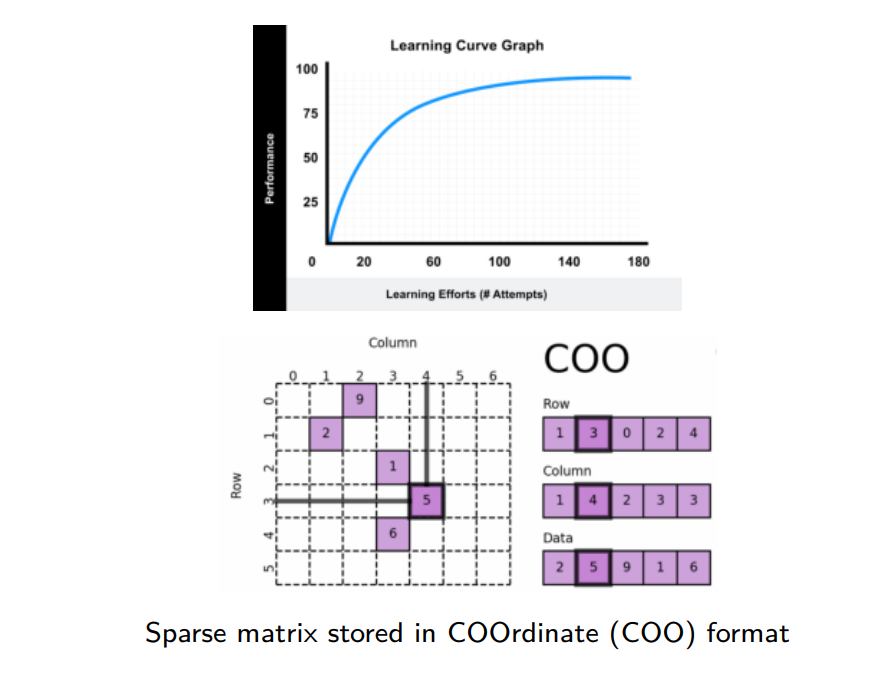 Learning Curve Graph
100
75
50
25
Performance
0 20 60 100 140 180
Learning Efforts (# Attempts)
Column
0 1 2 3 4 5 6
Row
0 9
1 2
2 1
3 5
4 6
5
COO
Row
1 3 0 2 4
Column
1 4 2 3 3
Data
2 5 9 1 6
Sparse matrix stored in COOrdinate (COO) format